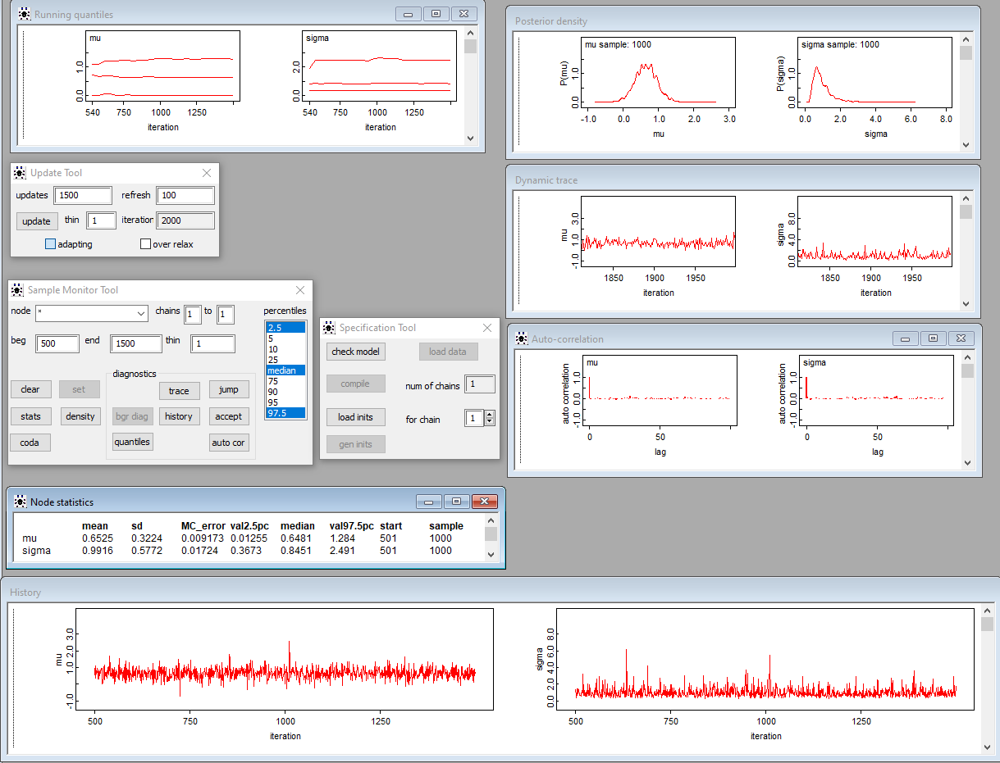 Running quantiles
mu
1.0
0.0
540 750 1000 1250
iteration
sigma
2.0
0.0
540 750 1000 1250
iteration
Posterior density
mu sample: 1000
P(mu)
1.0
0.0
-1.0 0.0 1.0 2.0 3.0
mu
sigma sample: 1000
P(sigma)
1.0
0.0
0.0 2.0 4.0 6.0 8.0
sigma
Update Tool
updates 1500 refresh 100
update thin 1 iteration 2000
adapting over relax
Dynamic trace
mu
3.0
1.0
-1.0
1850 1900 1950
iteration
sigma
8.0
4.0
0.0
1850 1900 1950
iteration
Sample Monitor Tool
node * chains 1 to 1 percentiles
beg 500 end 1500 thin 1
2.5
5
10
25
median
75
90
95
97.5
diagnostics
clear set trace jump
stats density bgr diag history accept
coda quantiles auto cor
Specification Tool
check model load data
compile num of chains 1
load inits for chain 1
gen inits
Auto-correlation
mu
auto correlation
1.0
0.0
-1.0
0 50
lag
sigma
auto correlation
1.0
0.0
-1.0
0 50
lag
Node statistics
mean sd MC_error val2.5pc median val97.5pc start sample
mu 0.6525 0.3224 0.009173 0.01255 0.6481 1.284 501 1000
sigma 0.9916 0.5772 0.01724 0.3673 0.8451 2.491 501 1000
History
mu
3.0
2.0
1.0
-1.0
500 750 1000 1250
iteration
sigma
8.0
6.0
4.0
2.0
0.0
500 750 1000 1250
iteration